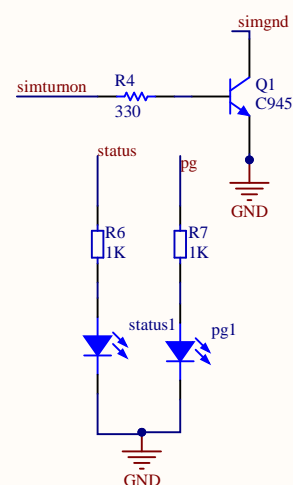 simgnd
simturnon
R4
330
Q1
C945
GND
status
pg
R6
1K
R7
1K
status1
pg1
GND